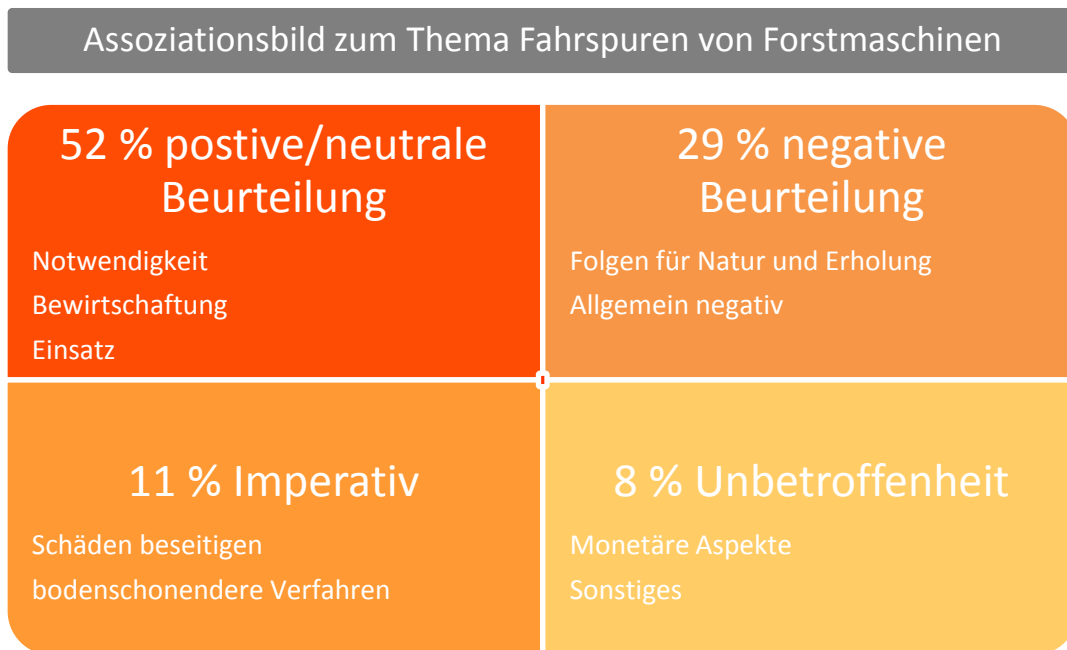 Assoziationsbild zum Thema Fahrspuren von Forstmaschinen
52 % postive/neutrale
Beurteilung
Notwendigkeit
Bewirtschaftung
Einsatz
29 % negative
Beurteilung
Folgen für Natur und Erholung
Allgemein negativ
11 % Imperativ
Schäden beseitigen
bodenschonendere Verfahren
8 % Unbetroffenheit
Monetäre Aspekte
Sonstiges